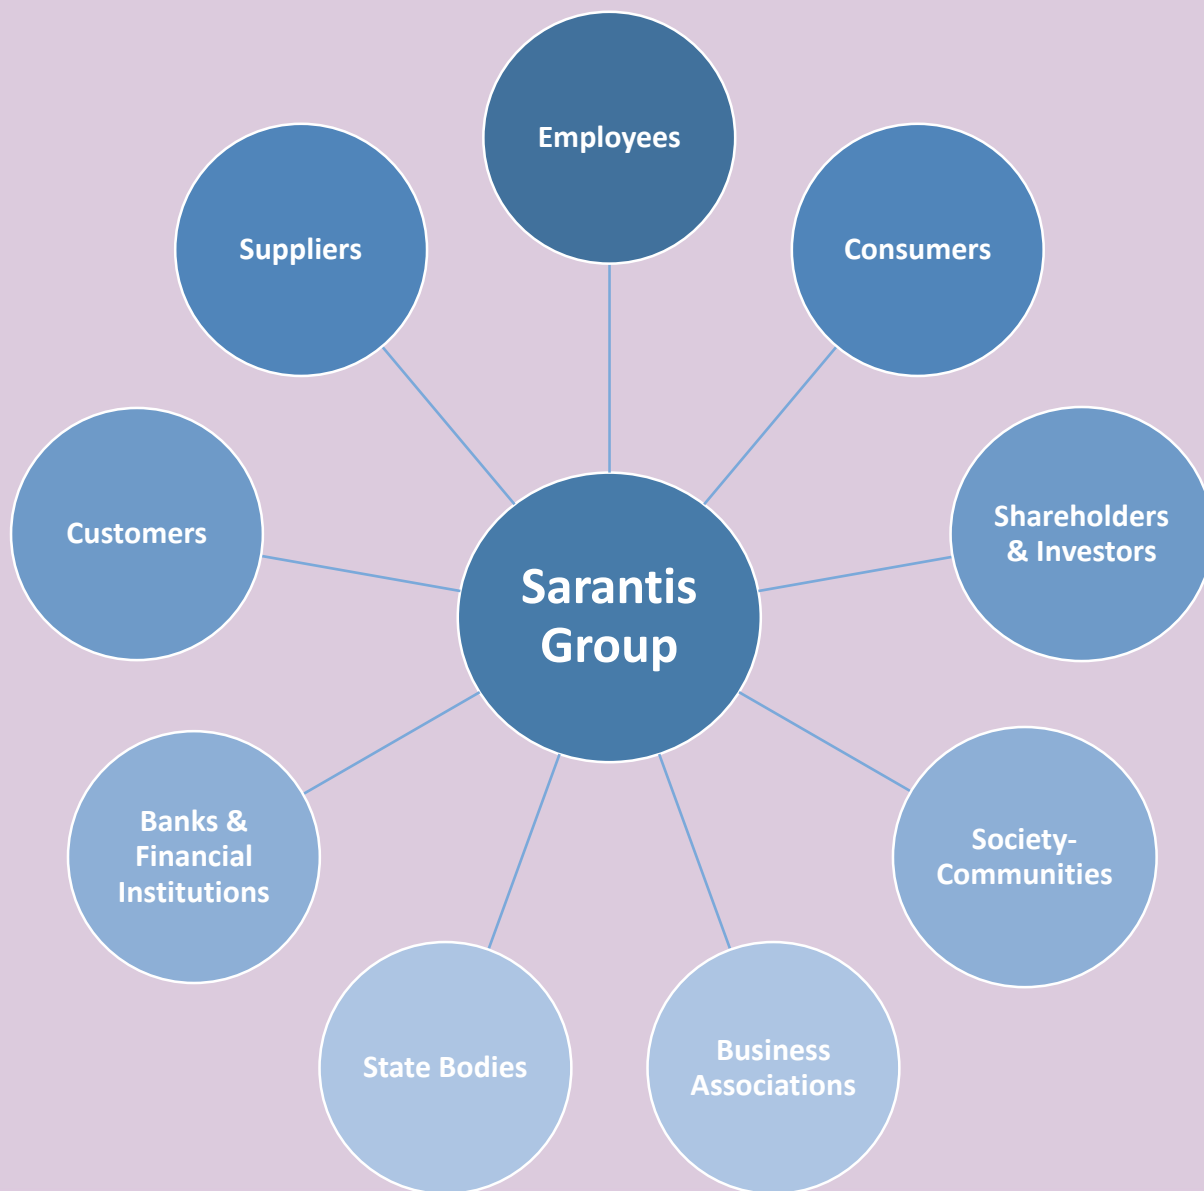 Employees
Suppliers
Consumers
Customers
Shareholders
& Investors
Sarantis
Group
Banks &
Financial
Institutions
Society-
Communities
State Bodies
Business
Associations